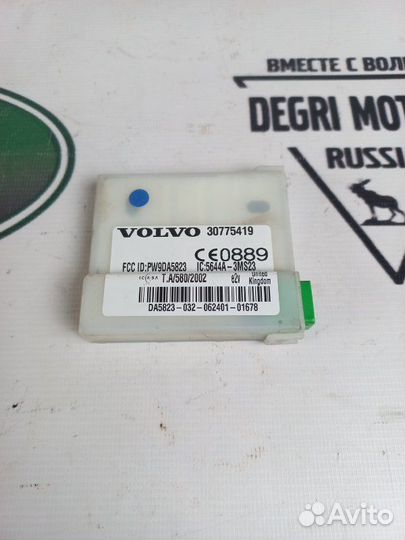 ВМЕСТЕ С ВОЛ
DEGRI MOT
RUSSI
VOLVO 30775419
CE0889
FCC ID:PW9DA5823 IC:5644A-3MS23
T.A/580/2002 e2v United Kingdom
DA5823-032-062401-01678
Avito